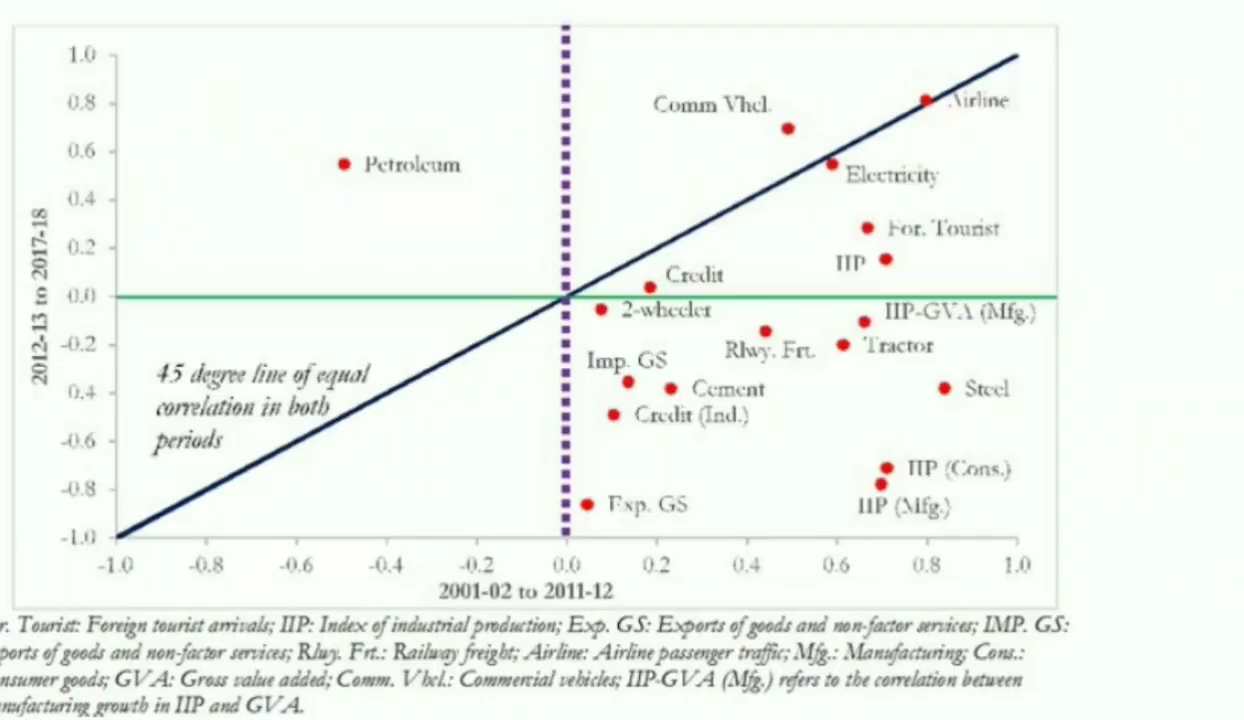 1.0
0.8
0.6
0.4
0.2
0.0
-0.2
0.4
-0.6
-0.8
-1.0
2012-13 to 2017-18
Comm Vhcl.
Airline
Petroleum
Electricity
For. Tourist
IIP
Credit
2-wheeler
IIP-GVA (Mfg.)
Rlwy. Frt.
Tractor
Imp. GS
Cement
Steel
Credit (Ind.)
IIP (Cons.)
IIP (Mfg.)
Exp. GS
45 degree line of equal
correlation in both
periods
-1.0 -0.8 -0.6 -0.4 -0.2 0.0 0.2 0.4 0.6 0.8 1.0
2001-02 to 2011-12
r. Tourist: Foreign tourist arrivals; IIP: Index of industrial production; Exp. GS: Exports of goods and non-factor services; IMP. GS:
ports of goods and non-factor services; Rlwy. Frt.: Railway freight; Airline: Airline passenger traffic; Mfg.: Manufacturing; Cons.:
nsumer goods; GVA: Gross value added; Comm. Vhcl.: Commercial vehicles; IIP-GVA (Mfg.) refers to the correlation between
nufacturing growth in IIP and GVA.